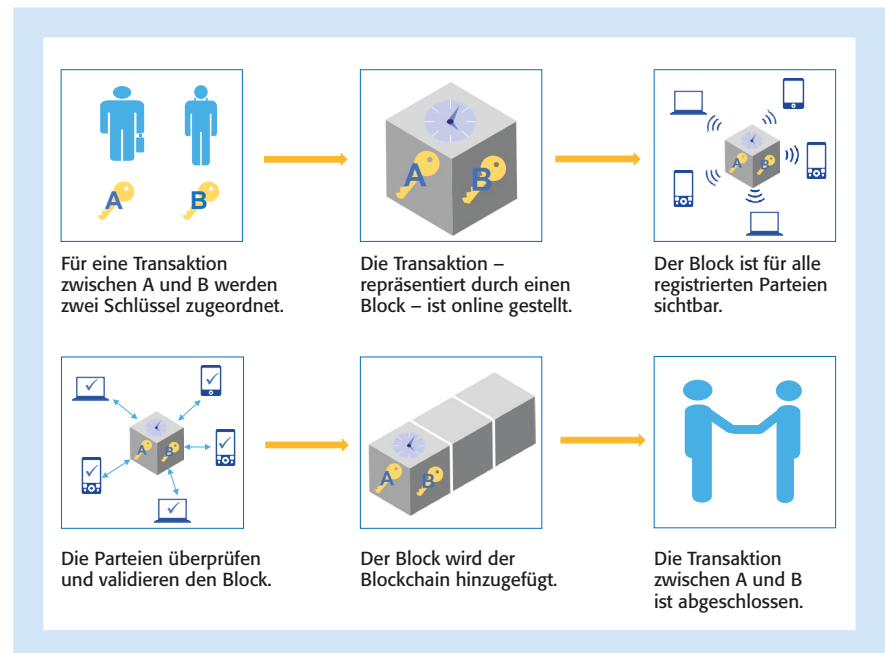 A
B
Für eine Transaktion
zwischen A und B werden
zwei Schlüssel zugeordnet.
A
B
Die Transaktion –
repräsentiert durch einen
Block – ist online gestellt.
A
B
Der Block ist für alle
registrierten Parteien
sichtbar.
A
B
Die Parteien überprüfen
und validieren den Block.
A
B
Der Block wird der
Blockchain hinzugefügt.
Die Transaktion
zwischen A und B
ist abgeschlossen.